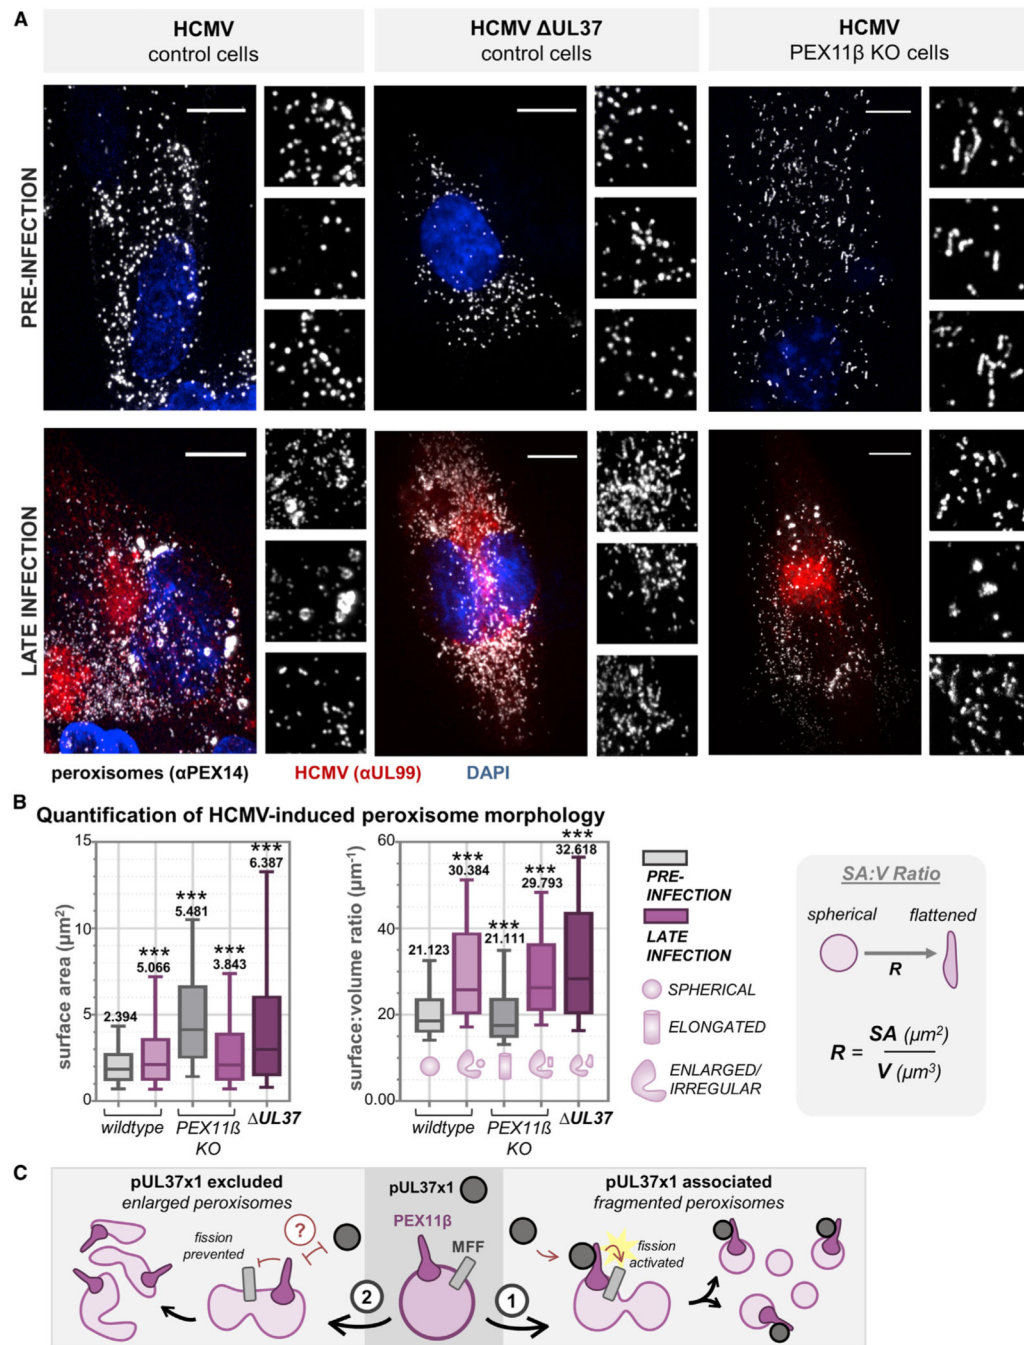 A
HCMV
control cells
HCMV ΔUL37
control cells
HCMV
PEX11β KO cells
PRE-INFECTION
LATE INFECTION
peroxisomes (αPEX14)
HCMV (αUL99)
DAPI
B
Quantification of HCMV-induced peroxisome morphology
surface area (μm²)
15
10
5
0
2.394
***
5.066
***
5.481
***
3.843
***
6.387
wildtype
PEX11ß
KO
ΔUL37
surface:volume ratio (μm⁻¹)
60
40
20
0.00
21.123
***
30.384
***
21.111
***
29.793
***
32.618
wildtype
PEX11ß
KO
ΔUL37
PRE-
INFECTION
LATE
INFECTION
SPHERICAL
ELONGATED
ENLARGED/
IRREGULAR
SA:V Ratio
spherical
flattened
R
R = SA (μm²)
V (μm³)
C
pUL37x1 excluded
enlarged peroxisomes
fission
prevented
?
2
pUL37x1
PEX11β
MFF
1
pUL37x1 associated
fragmented peroxisomes
fission
activated